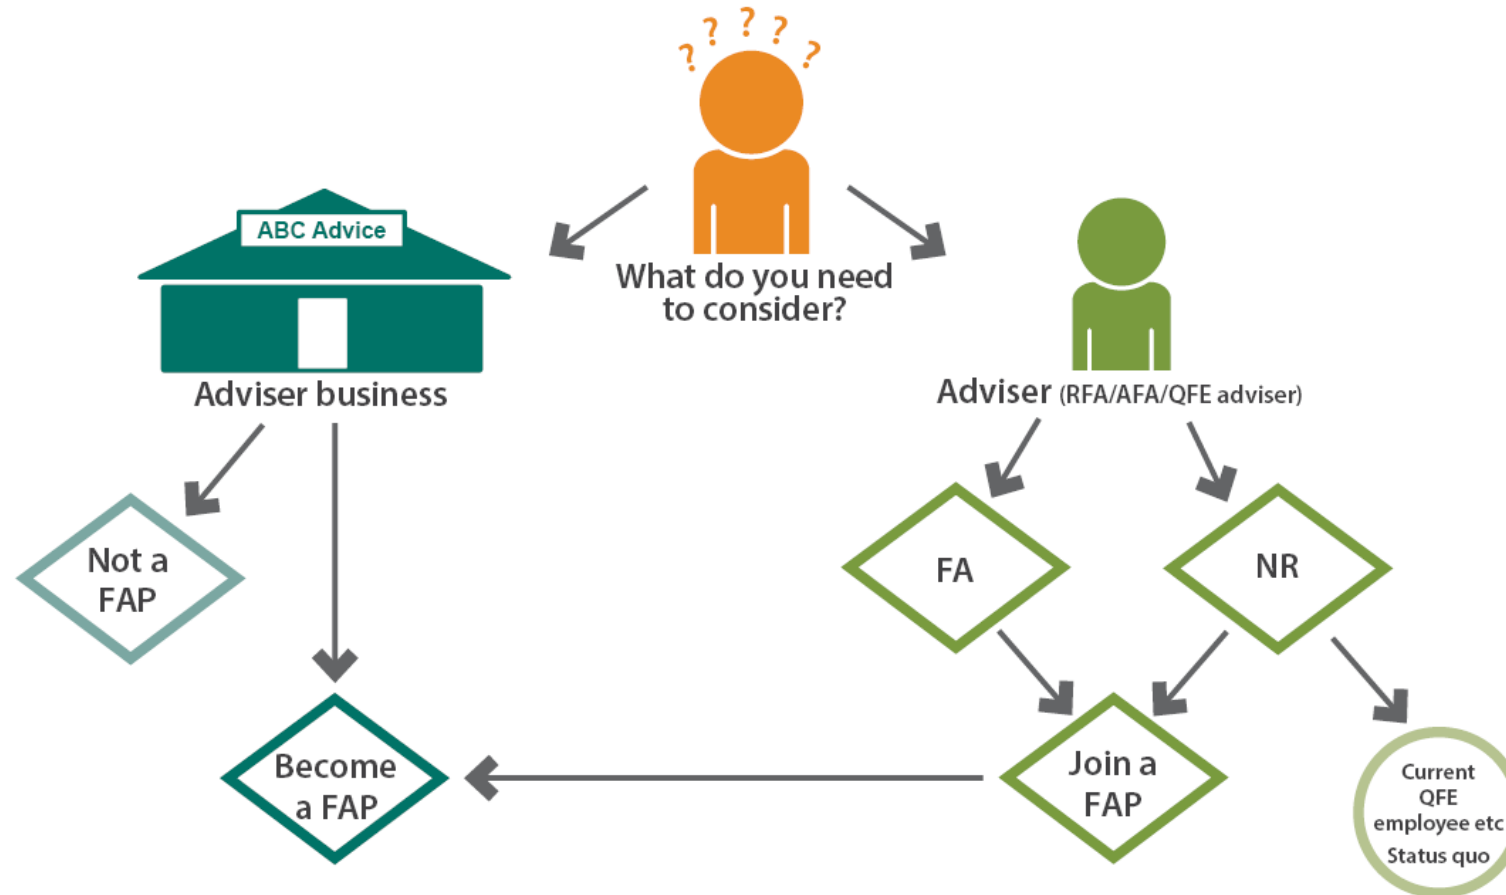 ? ? ? ? ?
What do you need
to consider?
ABC Advice
Adviser business
Adviser (RFA/AFA/QFE adviser)
Not a
FAP
FA
NR
Become
a FAP
Join a
FAP
Current
QFE
employee etc
Status quo